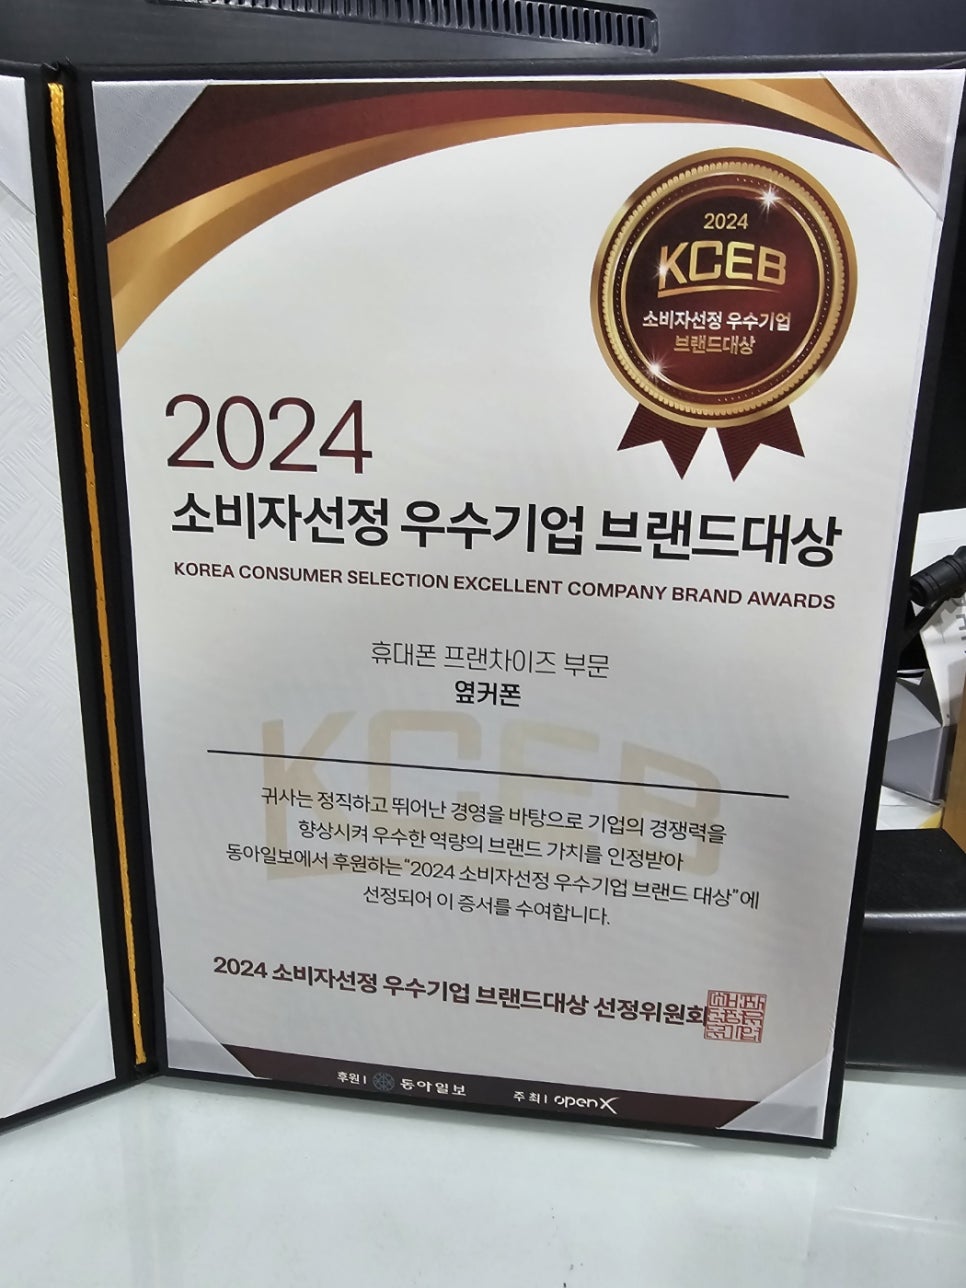 2024
KCEB
소비자선정 우수기업
브랜드대상
2024
소비자선정 우수기업 브랜드대상
KOREA CONSUMER SELECTION EXCELLENT COMPANY BRAND AWARDS
휴대폰 프랜차이즈 부문
옆커폰
KCEB
귀사는 정직하고 뛰어난 경영을 바탕으로 기업의 경쟁력을
향상시켜 우수한 역량의 브랜드 가치를 인정받아
동아일보에서 후원하는 "2024 소비자선정 우수기업 브랜드 대상"에
선정되어 이 증서를 수여합니다.
2024 소비자선정 우수기업 브랜드대상 선정위원회
후원 | 동아일보 주최 | openX